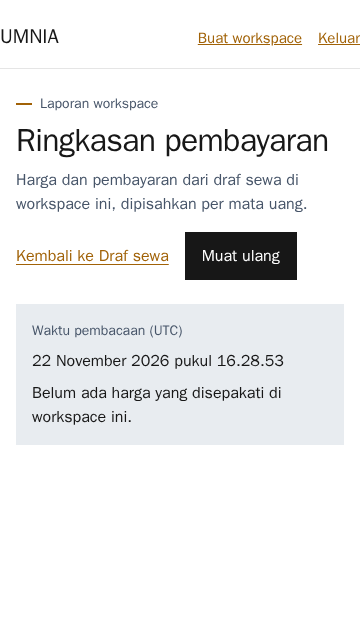 UMNIA
Buat workspace Keluar
Laporan workspace
Ringkasan pembayaran
Harga dan pembayaran dari draf sewa di
workspace ini, dipisahkan per mata uang.
Kembali ke Draf sewa
Muat ulang
Waktu pembacaan (UTC)
22 November 2026 pukul 16.28.53
Belum ada harga yang disepakati di
workspace ini.